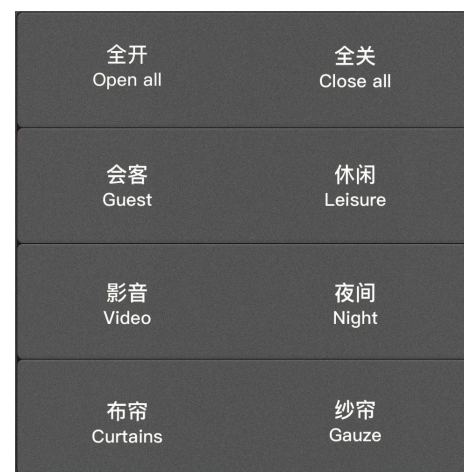 全开
Open all
全关
Close all
会客
Guest
休闲
Leisure
影音
Video
夜间
Night
布帘
Curtains
纱帘
Gauze